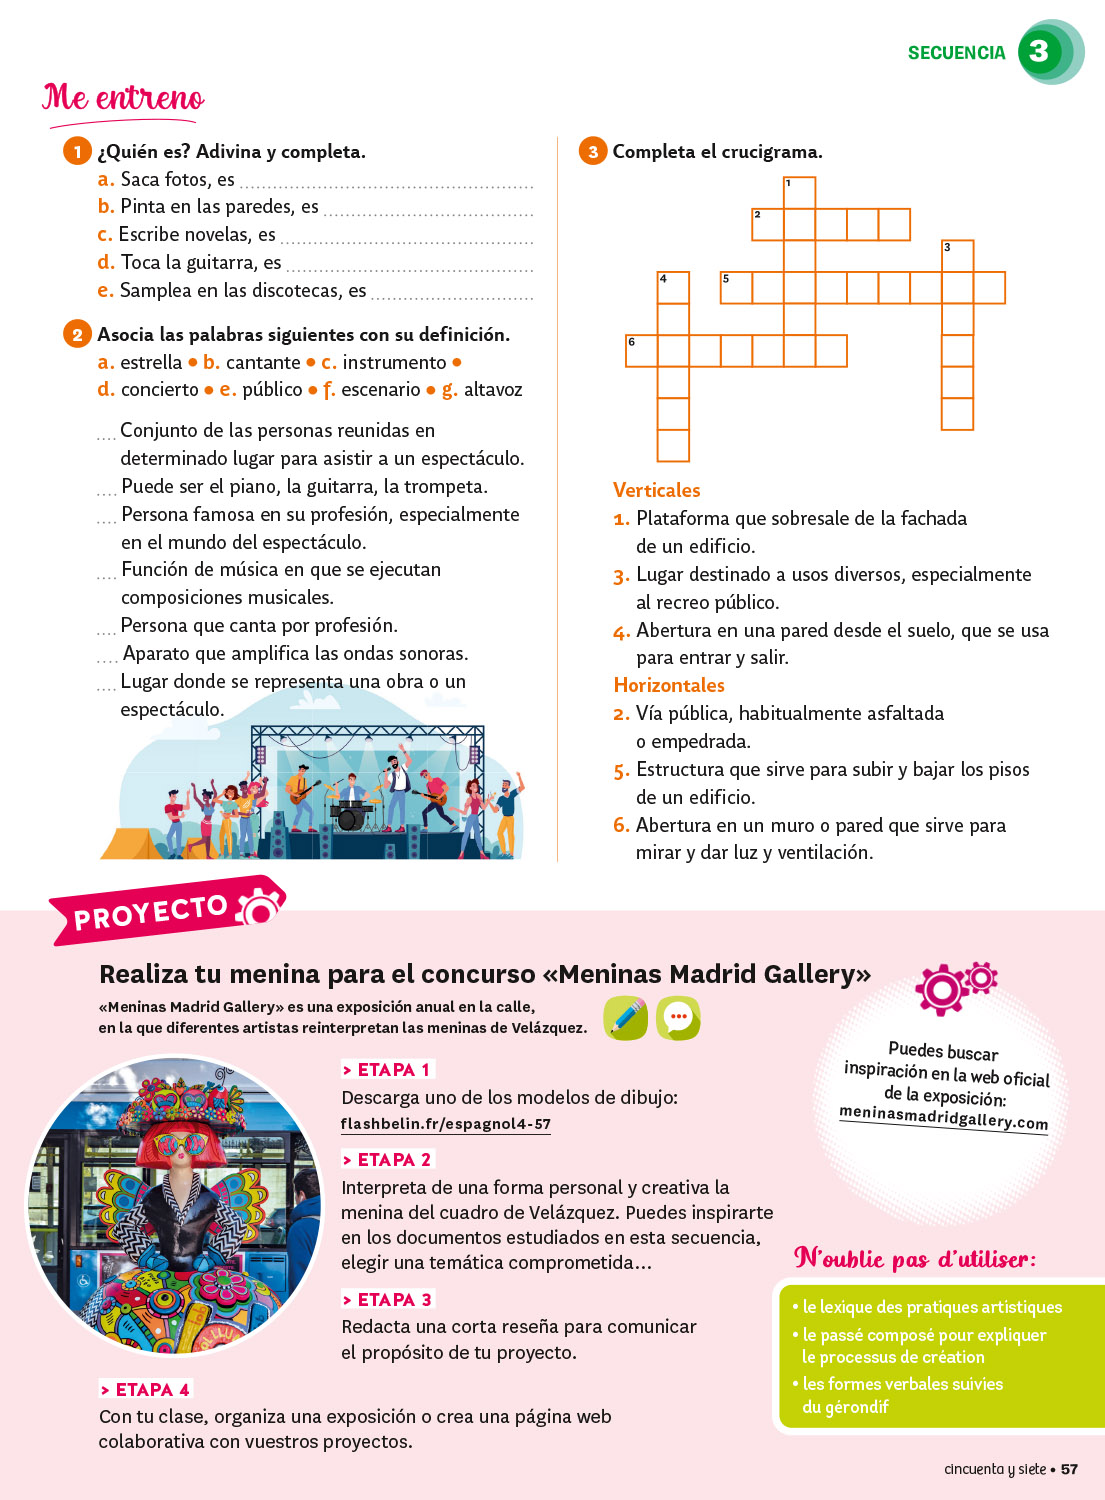 SECUENCIA 3
Me entreno
1 ¿Quién es? Adivina y completa.
a. Saca fotos, es
b. Pinta en las paredes, es
c. Escribe novelas, es
d. Toca la guitarra, es
e. Samplea en las discotecas, es
2 Asocia las palabras siguientes con su definición.
a. estrella • b. cantante • c. instrumento •
d. concierto • e. público • f. escenario • g. altavoz
.... Conjunto de las personas reunidas en
determinado lugar para asistir a un espectáculo.
.... Puede ser el piano, la guitarra, la trompeta.
.... Persona famosa en su profesión, especialmente
en el mundo del espectáculo.
.... Función de música en que se ejecutan
composiciones musicales.
.... Persona que canta por profesión.
.... Aparato que amplifica las ondas sonoras.
.... Lugar donde se representa una obra o un
espectáculo.
3 Completa el crucigrama.
1
2
3
4
5
6
Verticales
1. Plataforma que sobresale de la fachada
de un edificio.
3. Lugar destinado a usos diversos, especialmente
al recreo público.
4. Abertura en una pared desde el suelo, que se usa
para entrar y salir.
Horizontales
2. Vía pública, habitualmente asfaltada
o empedrada.
5. Estructura que sirve para subir y bajar los pisos
de un edificio.
6. Abertura en un muro o pared que sirve para
mirar y dar luz y ventilación.
PROYECTO
Realiza tu menina para el concurso «Meninas Madrid Gallery»
«Meninas Madrid Gallery» es una exposición anual en la calle,
en la que diferentes artistas reinterpretan las meninas de Velázquez.
> ETAPA 1
Descarga uno de los modelos de dibujo:
flashbelin.fr/espagnol4-57
> ETAPA 2
Interpreta de una forma personal y creativa la
menina del cuadro de Velázquez. Puedes inspirarte
en los documentos estudiados en esta secuencia,
elegir una temática comprometida...
> ETAPA 3
Redacta una corta reseña para comunicar
el propósito de tu proyecto.
> ETAPA 4
Con tu clase, organiza una exposición o crea una página web
colaborativa con vuestros proyectos.
Puedes buscar
inspiración en la web oficial
de la exposición:
meninasmadridgallery.com
N'oublie pas d'utiliser:
• le lexique des pratiques artistiques
• le passé composé pour expliquer
le processus de création
• les formes verbales suivies
du gérondif
cincuenta y siete • 57